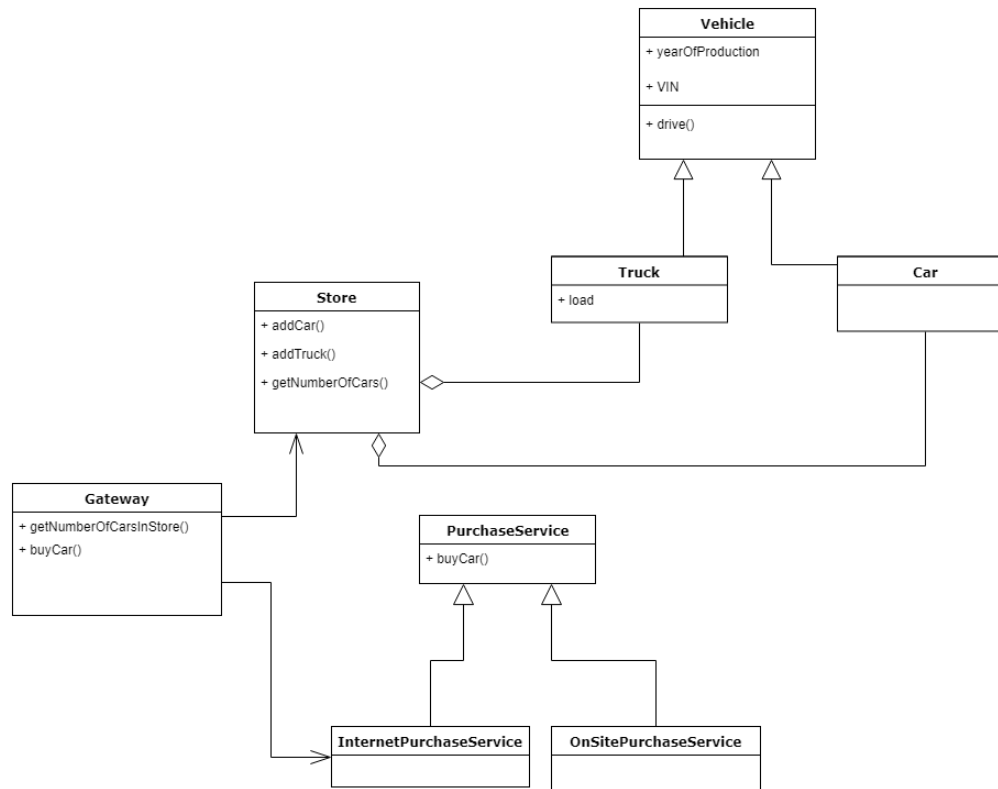 Vehicle
+ yearOfProduction
+ VIN
+ drive()
Truck
+ load
Car
Store
+ addCar()
+ addTruck()
+ getNumberOfCars()
Gateway
+ getNumberOfCarsInStore()
+ buyCar()
PurchaseService
+ buyCar()
InternetPurchaseService
OnSitePurchaseService